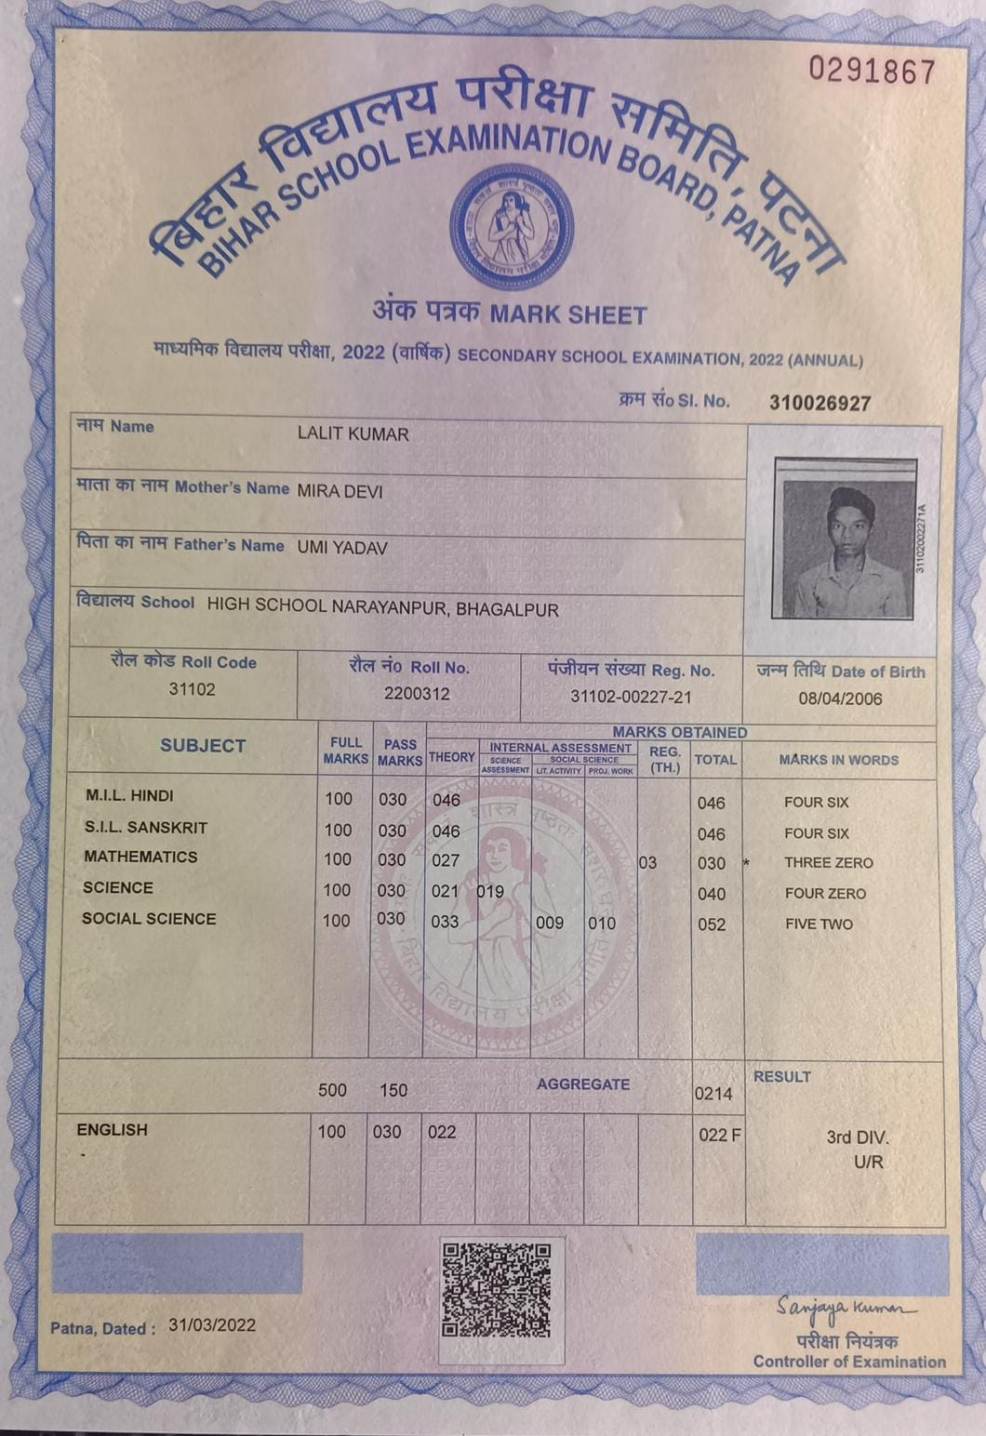 0291867
बिहार विद्यालय परीक्षा समिति, पटना
BIHAR SCHOOL EXAMINATION BOARD, PATNA
अंक पत्रक MARK SHEET
माध्यमिक विद्यालय परीक्षा, 2022 (वार्षिक) SECONDARY SCHOOL EXAMINATION, 2022 (ANNUAL)
क्रम सं० Sl. No. 310026927
नाम Name LALIT KUMAR
माता का नाम Mother's Name MIRA DEVI
पिता का नाम Father's Name UMI YADAV
विद्यालय School HIGH SCHOOL NARAYANPUR, BHAGALPUR
31102002271A
रौल कोड Roll Code रौल नं० Roll No. पंजीयन संख्या Reg. No. जन्म तिथि Date of Birth
31102 2200312 31102-00227-21 08/04/2006
SUBJECT FULL MARKS PASS MARKS MARKS OBTAINED
THEORY INTERNAL ASSESSMENT REG. (TH.) TOTAL MARKS IN WORDS
SCIENCE ASSESSMENT SOCIAL SCIENCE
LIT. ACTIVITY PROJ. WORK
M.I.L. HINDI 100 030 046 046 FOUR SIX
S.I.L. SANSKRIT 100 030 046 046 FOUR SIX
MATHEMATICS 100 030 027 03 030 * THREE ZERO
SCIENCE 100 030 021 019 040 FOUR ZERO
SOCIAL SCIENCE 100 030 033 009 010 052 FIVE TWO
500 150 AGGREGATE 0214 RESULT
ENGLISH 100 030 022 022 F 3rd DIV.
- U/R
Sanjaya Kumar
Patna, Dated : 31/03/2022 परीक्षा नियंत्रक
Controller of Examination